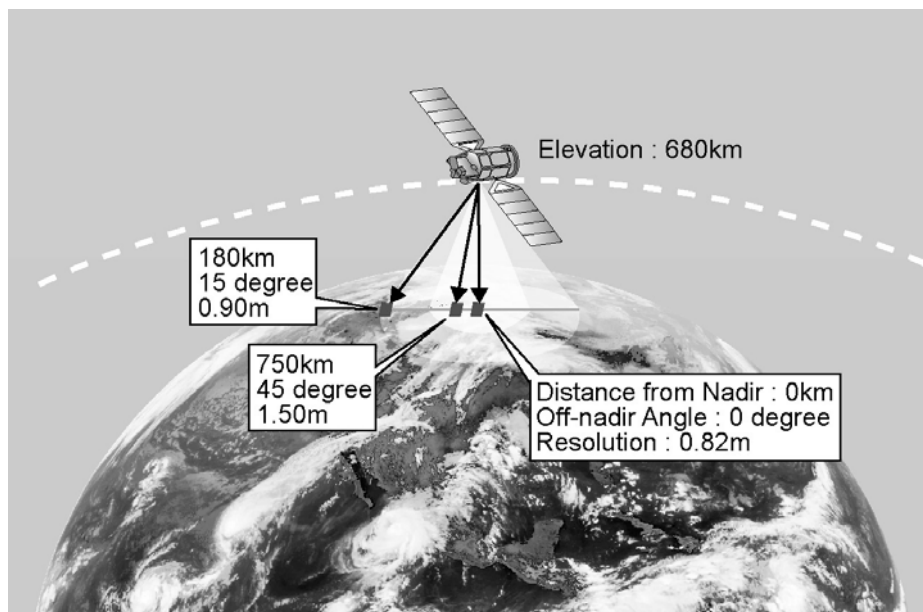 Elevation : 680km
180km
15 degree
0.90m
750km
45 degree
1.50m
Distance from Nadir : 0km
Off-nadir Angle : 0 degree
Resolution : 0.82m